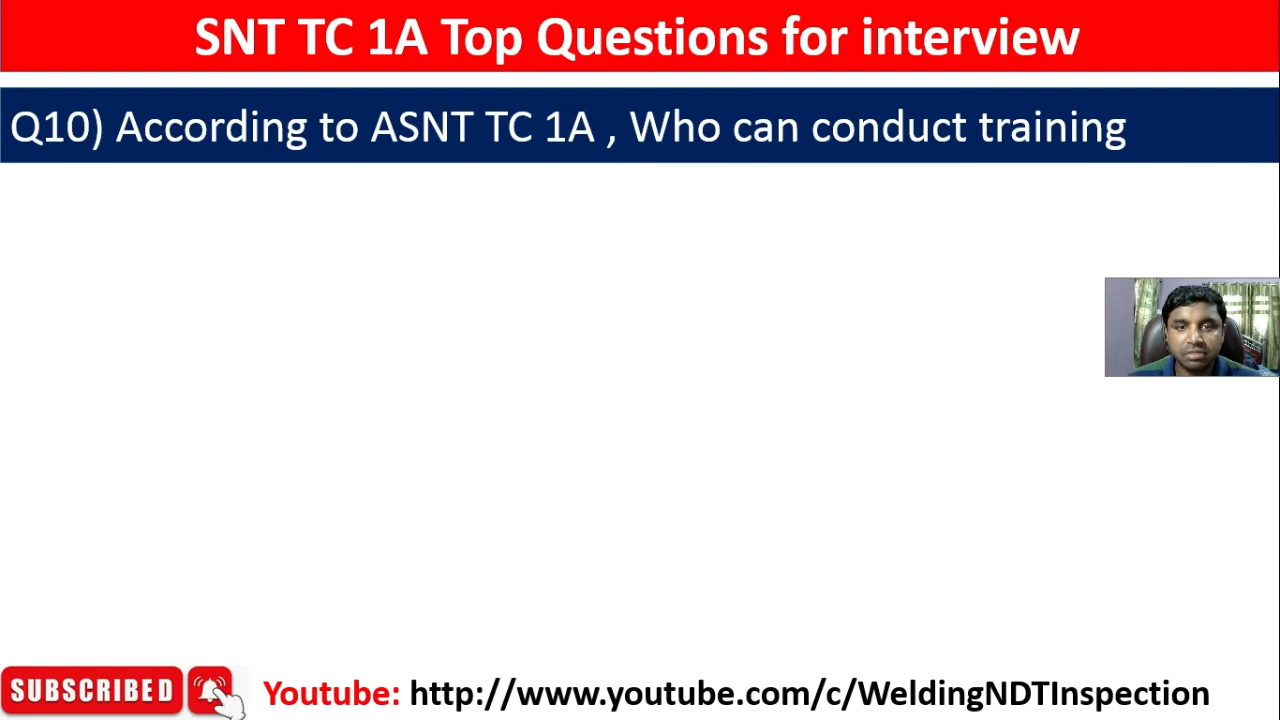 SNT TC 1A Top Questions for interview
Q10) According to ASNT TC 1A , Who can conduct training
SUBSCRIBED
Youtube: http://www.youtube.com/c/WeldingNDTInspection